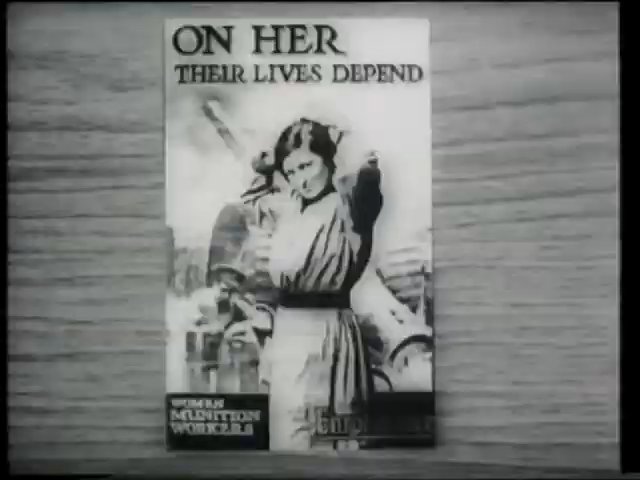 ON HER
THEIR LIVES DEPEND
WOMEN
MUNITION
WORKERS